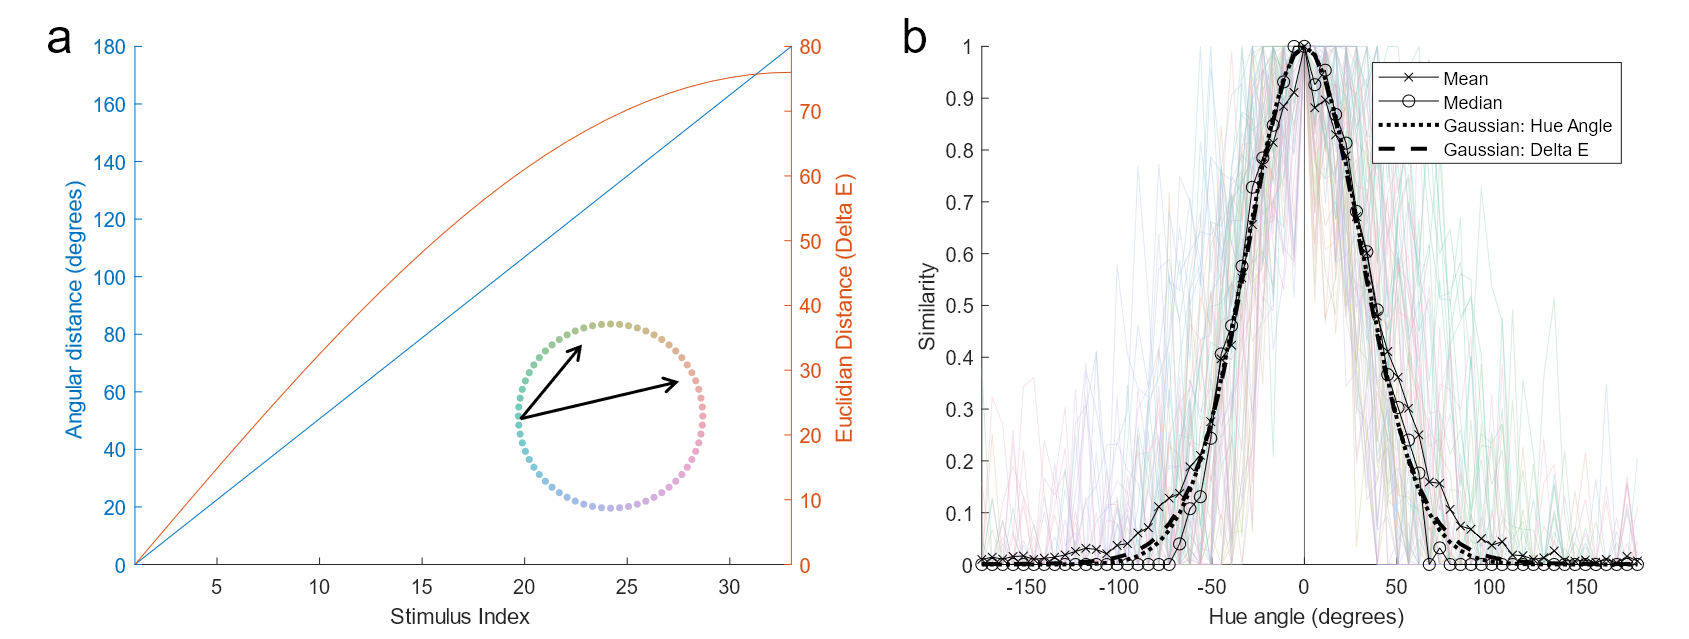 a
180
160
140
120
100
80
60
40
20
0
Angular distance (degrees)
80
70
60
50
40
30
20
10
0
Euclidian Distance (Delta E)
5 10 15 20 25 30
Stimulus Index
b
1
0.9
0.8
0.7
0.6
0.5
0.4
0.3
0.2
0.1
0
Similarity
Mean
Median
Gaussian: Hue Angle
Gaussian: Delta E
-150 -100 -50 0 50 100 150
Hue angle (degrees)